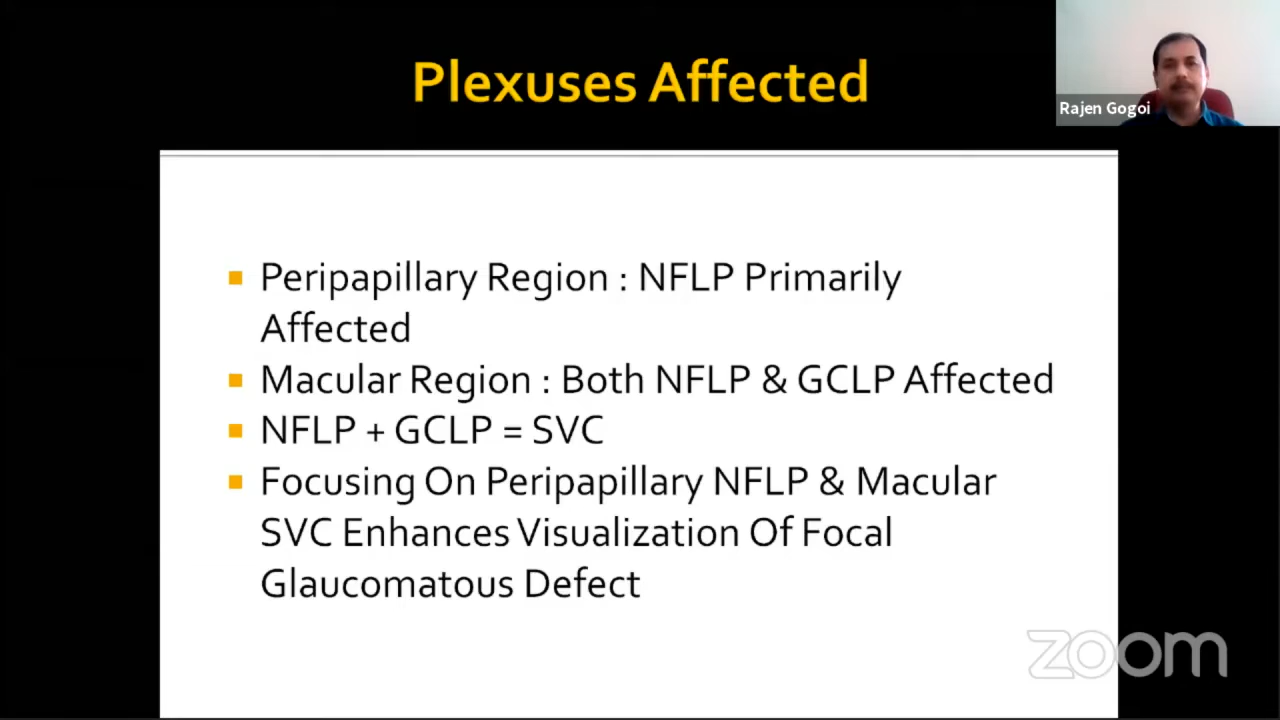 Plexuses Affected
Rajen Gogoi
Peripapillary Region : NFLP Primarily
Affected
Macular Region : Both NFLP & GCLP Affected
NFLP + GCLP = SVC
Focusing On Peripapillary NFLP & Macular
SVC Enhances Visualization Of Focal
Glaucomatous Defect
zoom